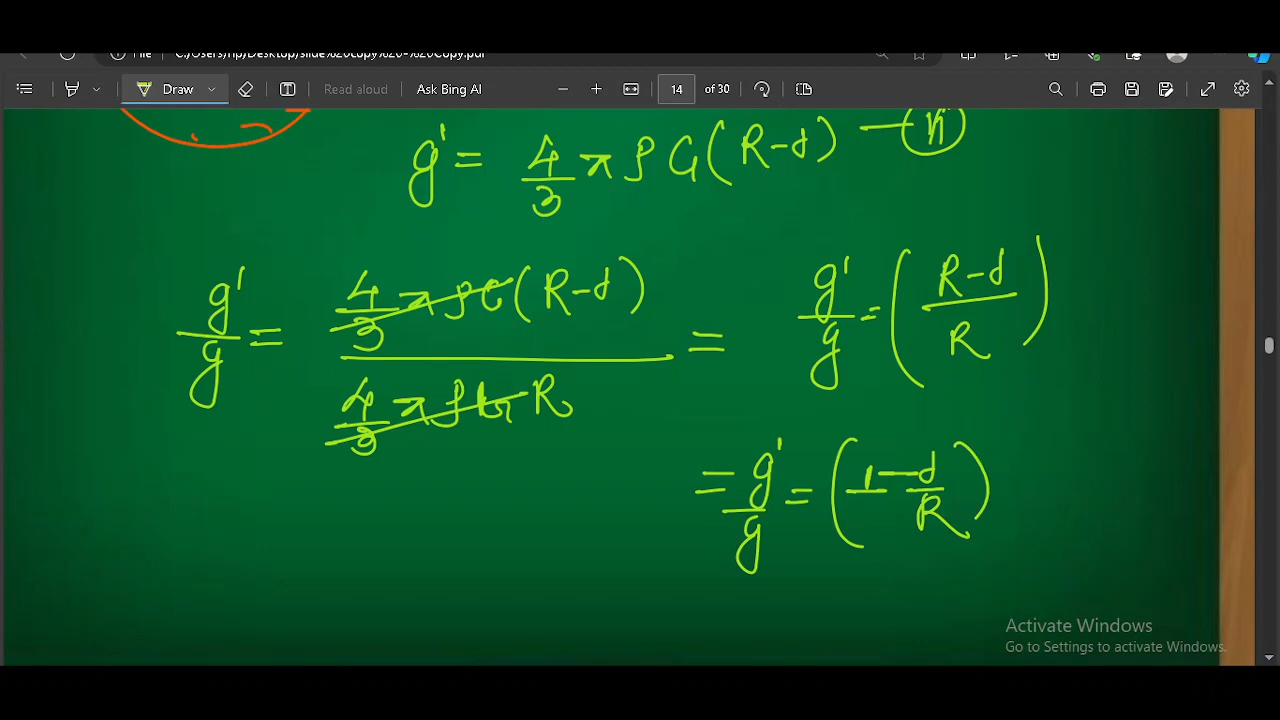 File C:/Users/hp/Desktop/slide%20copy%20-%20Copy.pdf
Draw Read aloud Ask Bing AI 14 of 30
g' = 4/3 π ρ G (R-d) —(ii)
g'/g = 4/3 π ρ G (R-d) / 4/3 π ρ G R = g'/g = (R-d / R)
= g'/g = (1 - d/R)
Activate Windows
Go to Settings to activate Windows.